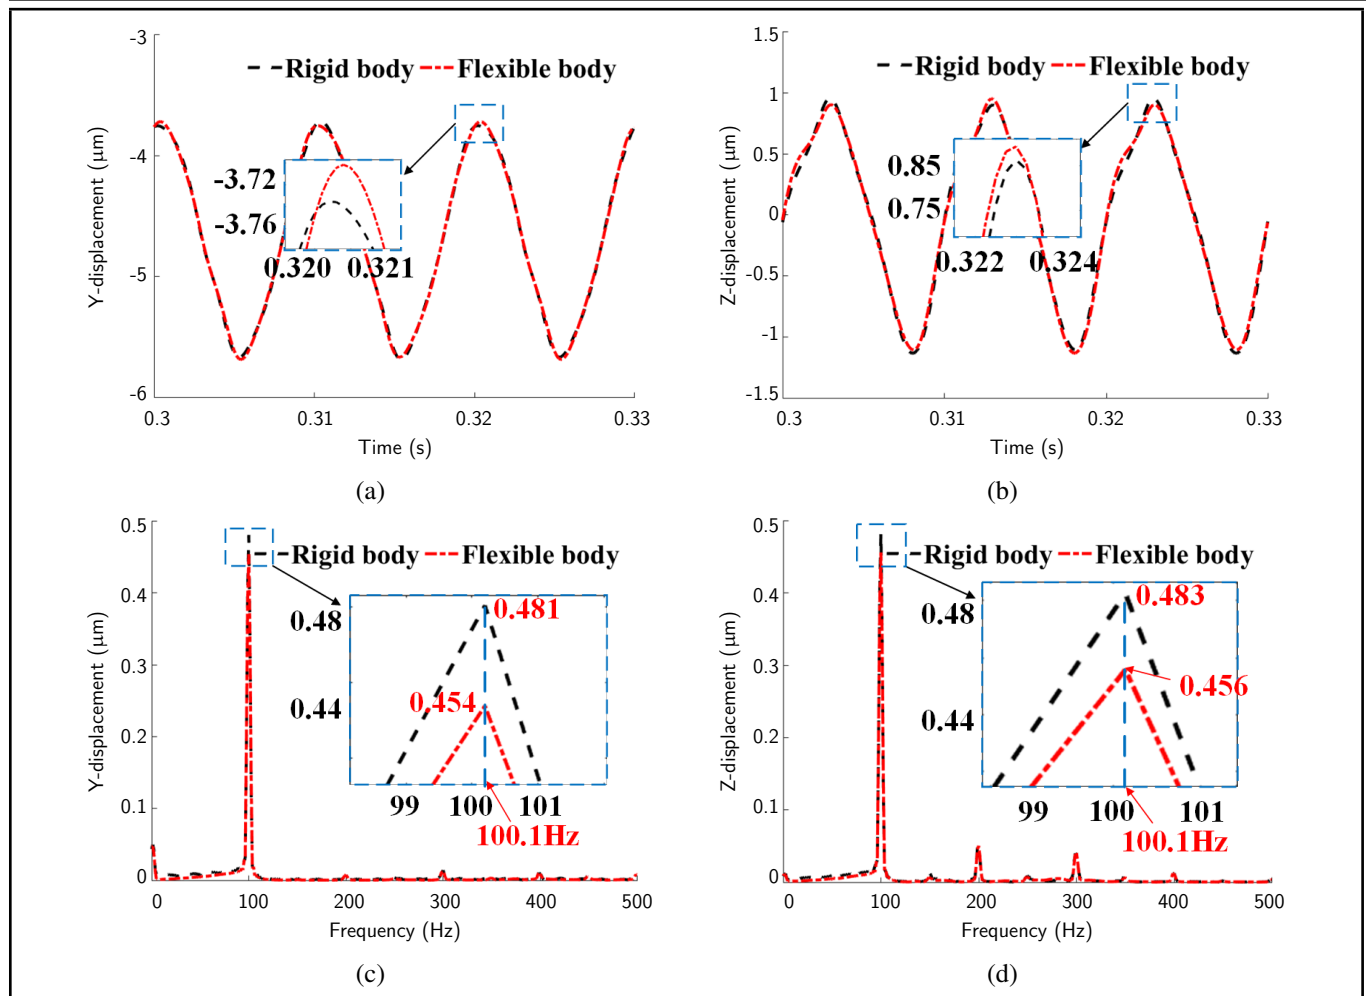 -3
Rigid body Flexible body
-4
-3.72
-3.76
0.320 0.321
-5
-6
0.3 0.31 0.32 0.33
Y-displacement (μm)
Time (s)
(a)
1.5
Rigid body Flexible body
1
0.5
0.85
0.75
0
0.322 0.324
-0.5
-1
-1.5
0.3 0.31 0.32 0.33
Z-displacement (μm)
Time (s)
(b)
0.5
Rigid body Flexible body
0.4
0.48
0.481
0.3
0.454
0.44
0.2
99 100 101
0.1
100.1Hz
0
0 100 200 300 400 500
Y-displacement (μm)
Frequency (Hz)
(c)
0.5
Rigid body Flexible body
0.4
0.48
0.483
0.3
0.456
0.44
0.2
99 100 101
0.1
100.1Hz
0
0 100 200 300 400 500
Z-displacement (μm)
Frequency (Hz)
(d)